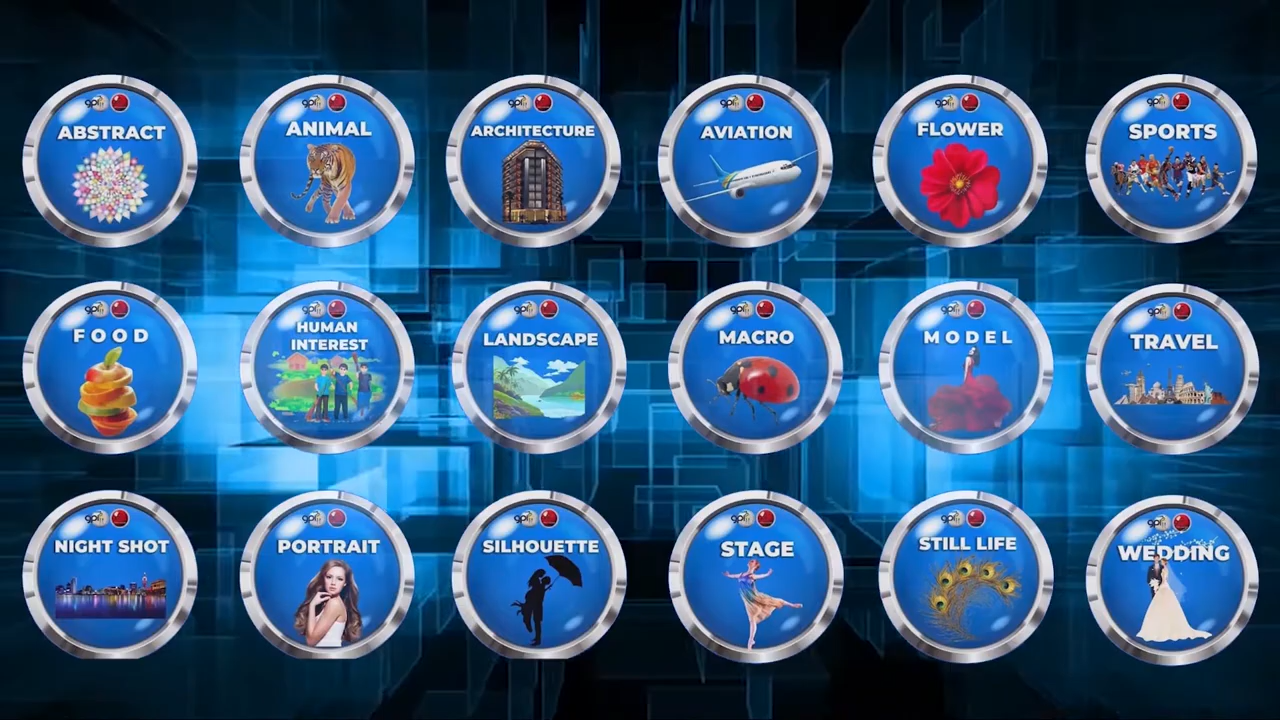 ABSTRACT
ANIMAL
ARCHITECTURE
AVIATION
FLOWER
SPORTS
FOOD
HUMAN
INTEREST
LANDSCAPE
MACRO
MODEL
TRAVEL
NIGHT SHOT
PORTRAIT
SILHOUETTE
STAGE
STILL LIFE
WEDDING